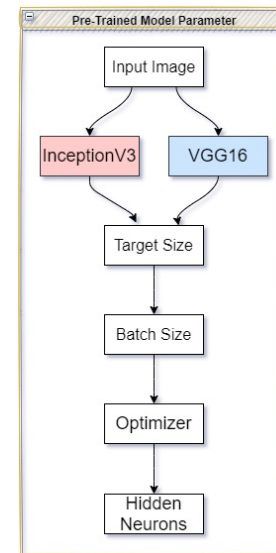 Pre-Trained Model Parameter
Input Image
InceptionV3
VGG16
Target Size
Batch Size
Optimizer
Hidden
Neurons